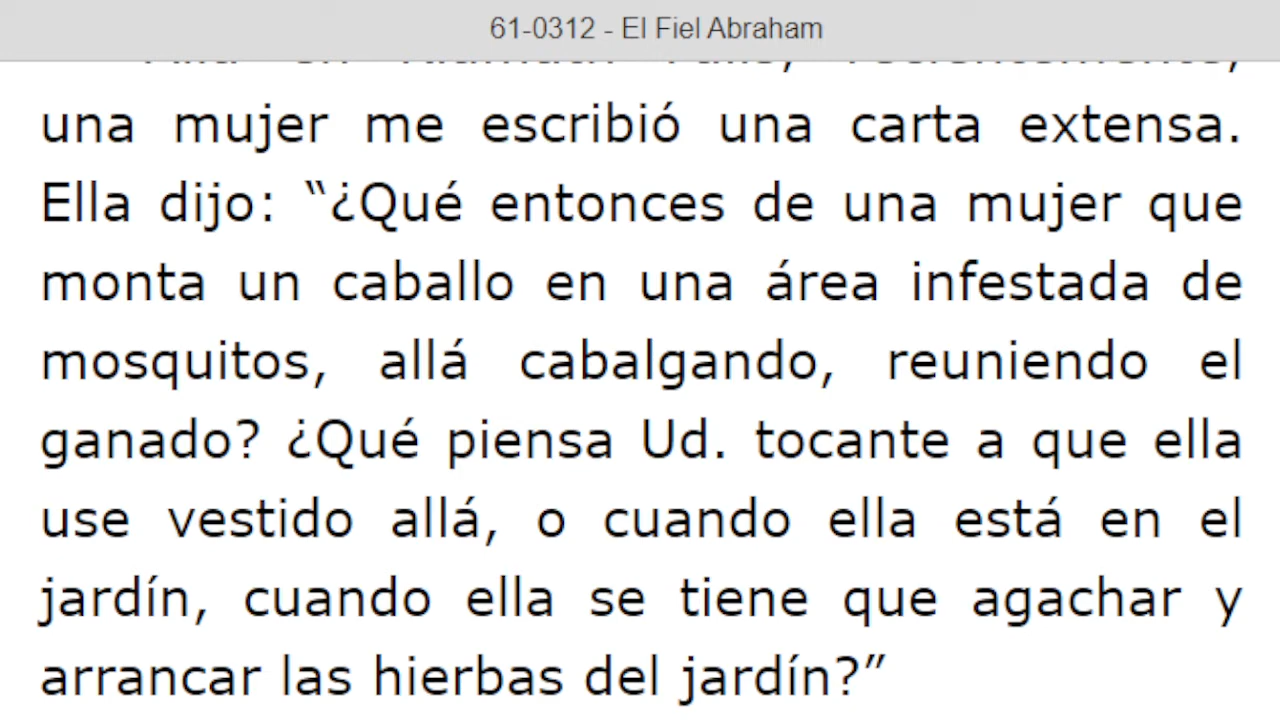 61-0312 - El Fiel Abraham
una mujer me escribió una carta extensa.
Ella dijo: “¿Qué entonces de una mujer que
monta un caballo en una área infestada de
mosquitos, allá cabalgando, reuniendo el
ganado? ¿Qué piensa Ud. tocante a que ella
use vestido allá, o cuando ella está en el
jardín, cuando ella se tiene que agachar y
arrancar las hierbas del jardín?”